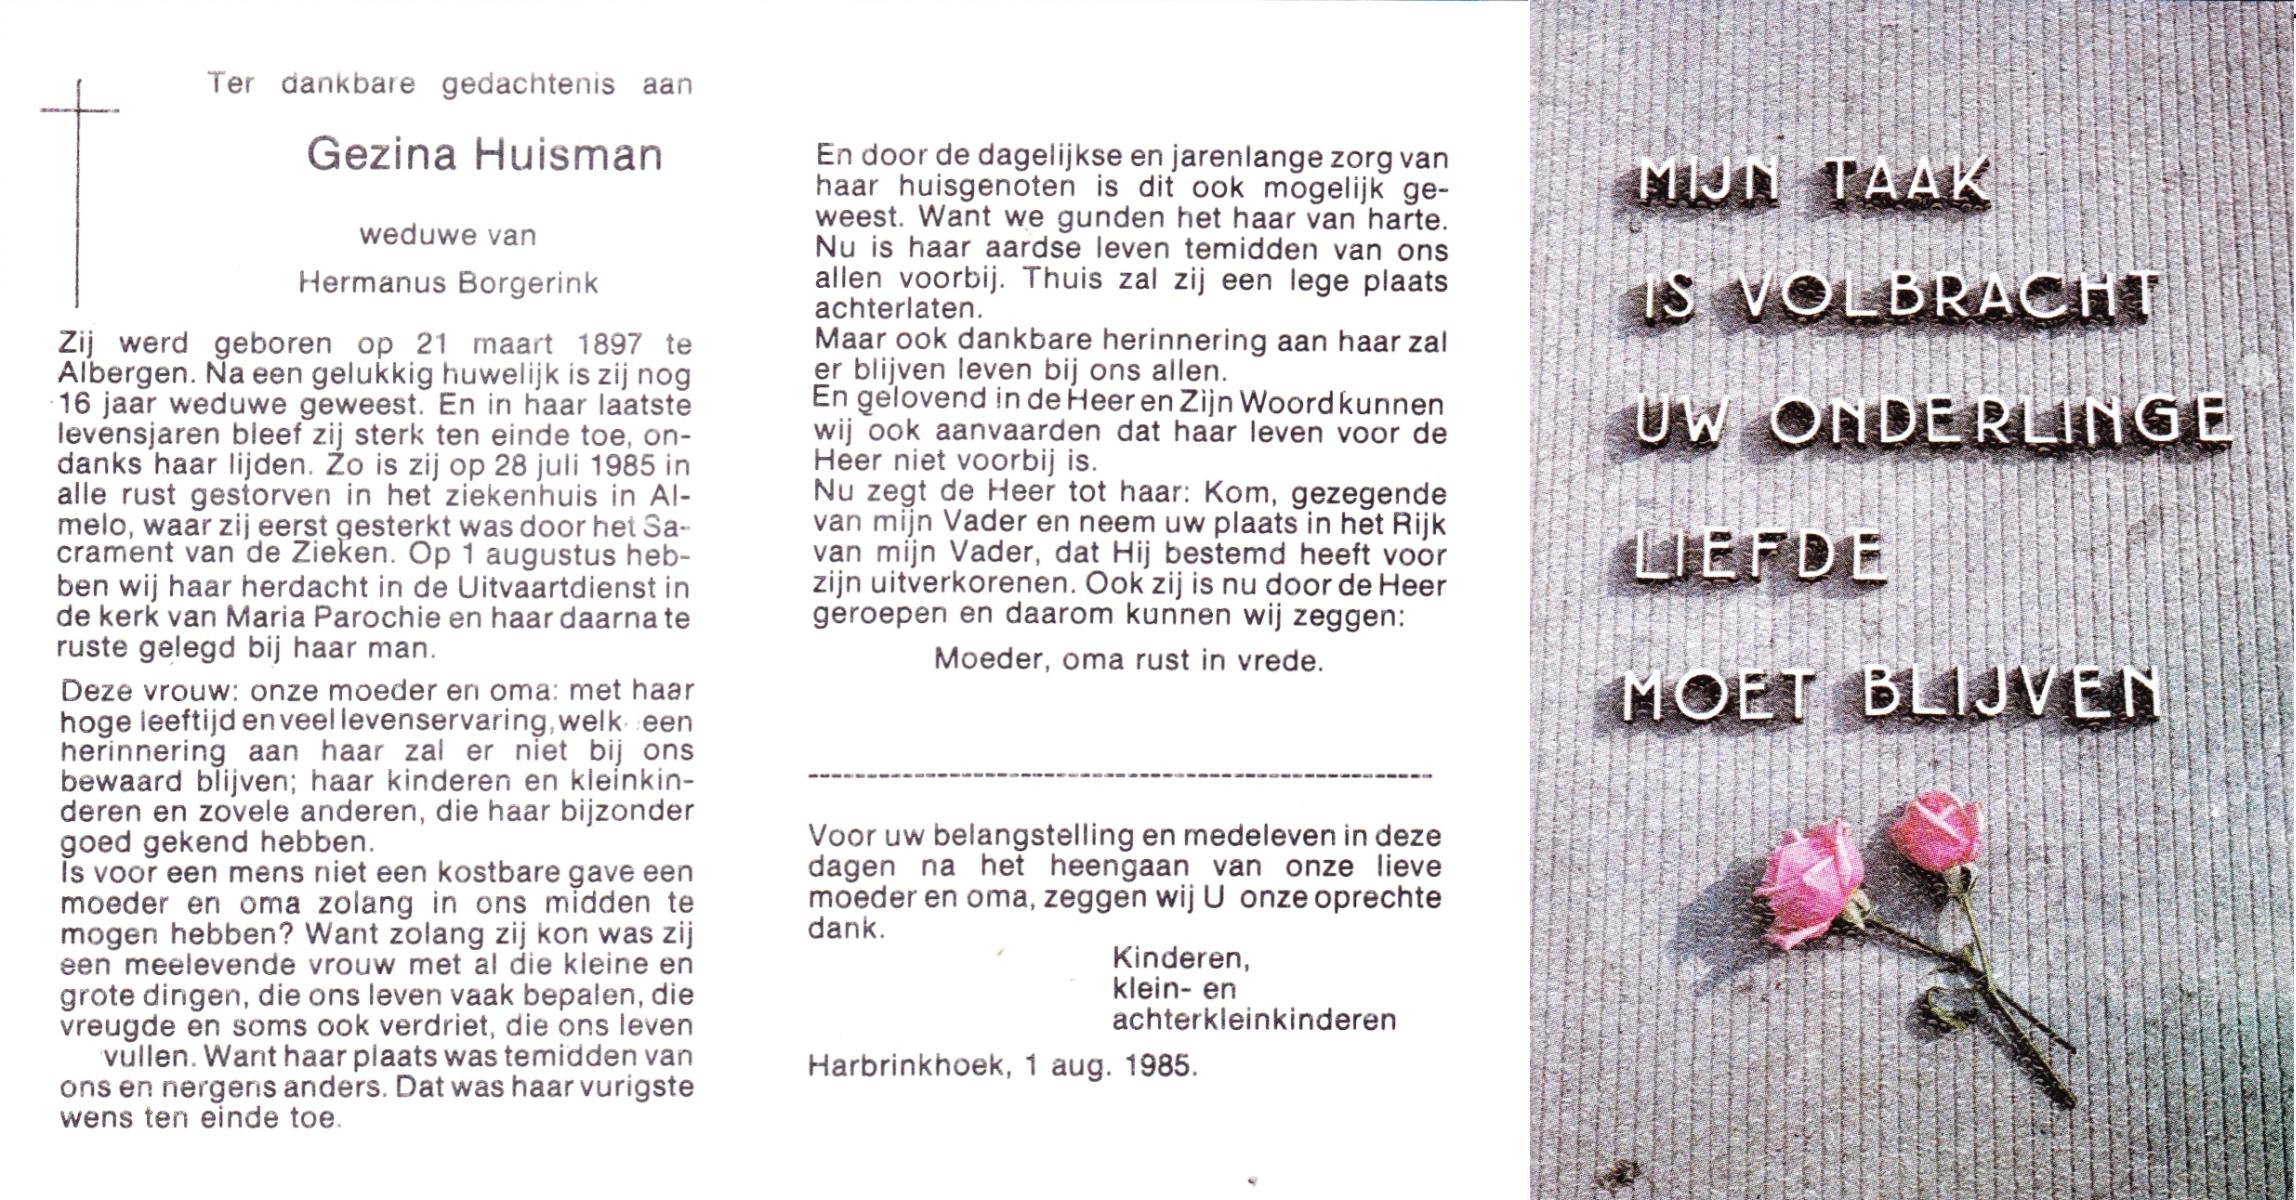 Ter dankbare gedachtenis aan
Gezina Huisman
weduwe van
Hermanus Borgerink
Zij werd geboren op 21 maart 1897 te
Albergen. Na een gelukkig huwelijk is zij nog
16 jaar weduwe geweest. En in haar laatste
levensjaren bleef zij sterk ten einde toe, on-
danks haar lijden. Zo is zij op 28 juli 1985 in
alle rust gestorven in het ziekenhuis in Al-
melo, waar zij eerst gesterkt was door het Sa-
crament van de Zieken. Op 1 augustus heb-
ben wij haar herdacht in de Uitvaartdienst in
de kerk van Maria Parochie en haar daarna te
ruste gelegd bij haar man.
Deze vrouw: onze moeder en oma: met haar
hoge leeftijd en veel levenservaring, welk een
herinnering aan haar zal er niet bij ons
bewaard blijven; haar kinderen en kleinkin-
deren en zovele anderen, die haar bijzonder
goed gekend hebben.
Is voor een mens niet een kostbare gave een
moeder en oma zolang in ons midden te
mogen hebben? Want zolang zij kon was zij
een meelevende vrouw met al die kleine en
grote dingen, die ons leven vaak bepalen, die
vreugde en soms ook verdriet, die ons leven
vullen. Want haar plaats was temidden van
ons en nergens anders. Dat was haar vurigste
wens ten einde toe.
En door de dagelijkse en jarenlange zorg van
haar huisgenoten is dit ook mogelijk ge-
weest. Want we gunden het haar van harte.
Nu is haar aardse leven temidden van ons
allen voorbij. Thuis zal zij een lege plaats
achterlaten.
Maar ook dankbare herinnering aan haar zal
er blijven leven bij ons allen.
En gelovend in de Heer en Zijn Woord kunnen
wij ook aanvaarden dat haar leven voor de
Heer niet voorbij is.
Nu zegt de Heer tot haar: Kom, gezegende
van mijn Vader en neem uw plaats in het Rijk
van mijn Vader, dat Hij bestemd heeft voor
zijn uitverkorenen. Ook zij is nu door de Heer
geroepen en daarom kunnen wij zeggen:
Moeder, oma rust in vrede.
Voor uw belangstelling en medeleven in deze
dagen na het heengaan van onze lieve
moeder en oma, zeggen wij U onze oprechte
dank.
Kinderen,
klein- en
achterkleinkinderen
Harbrinkhoek, 1 aug. 1985.
MIJN TAAK
IS VOLBRACHT
UW ONDERLINGE
LIEFDE
MOET BLIJVEN